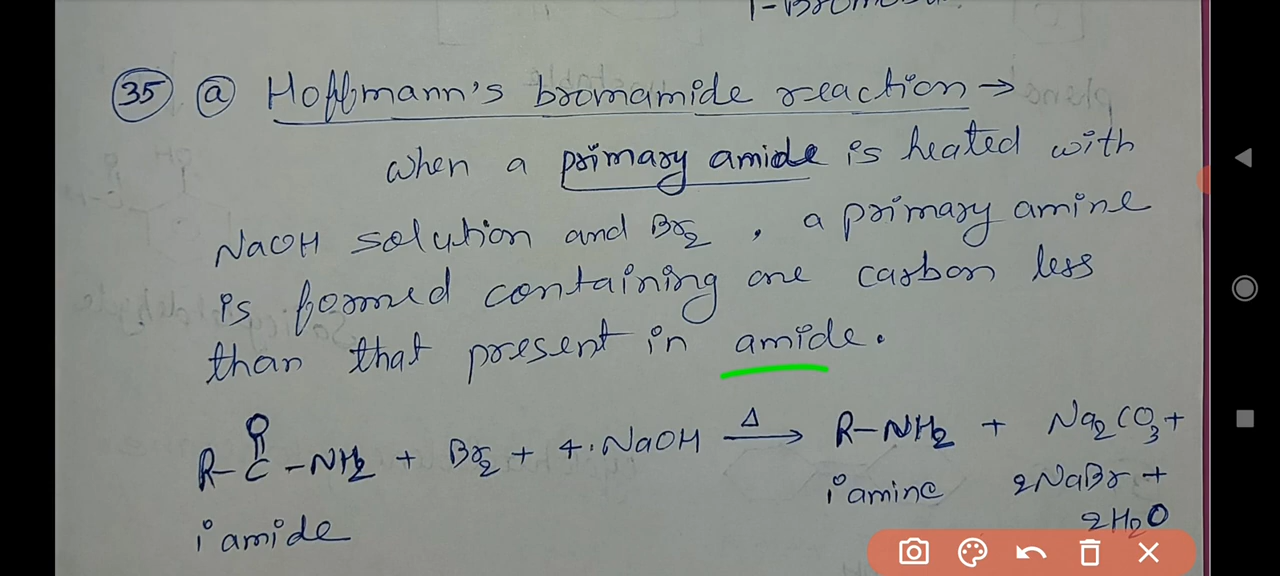 1-Bromobu
35 a Hoffmann's bromamide reaction →
when a primary amide is heated with
NaOH solution and Br₂, a primary amine
is formed containing one carbon less
than that present in amide.
O
R-C-NH₂ + Br₂ + 4.NaOH →Δ R-NH₂ + Na₂CO₃+
1° amine 2NaBr +
1° amide 2H₂O